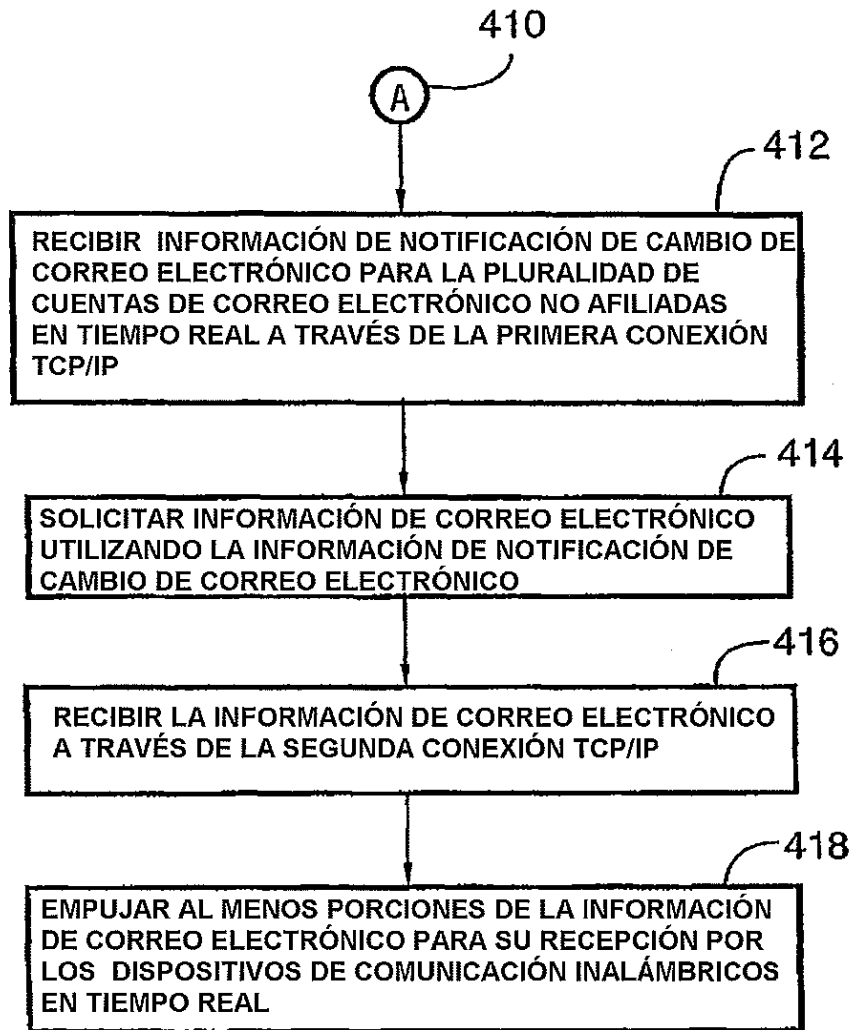 410
A
412
RECIBIR INFORMACIÓN DE NOTIFICACIÓN DE CAMBIO DE
CORREO ELECTRÓNICO PARA LA PLURALIDAD DE
CUENTAS DE CORREO ELECTRÓNICO NO AFILIADAS
EN TIEMPO REAL A TRAVÉS DE LA PRIMERA CONEXIÓN
TCP/IP
414
SOLICITAR INFORMACIÓN DE CORREO ELECTRÓNICO
UTILIZANDO LA INFORMACIÓN DE NOTIFICACIÓN DE
CAMBIO DE CORREO ELECTRÓNICO
416
RECIBIR LA INFORMACIÓN DE CORREO ELECTRÓNICO
A TRAVÉS DE LA SEGUNDA CONEXIÓN TCP/IP
418
EMPUJAR AL MENOS PORCIONES DE LA INFORMACIÓN
DE CORREO ELECTRÓNICO PARA SU RECEPCIÓN POR
LOS DISPOSITIVOS DE COMUNICACIÓN INALÁMBRICOS
EN TIEMPO REAL